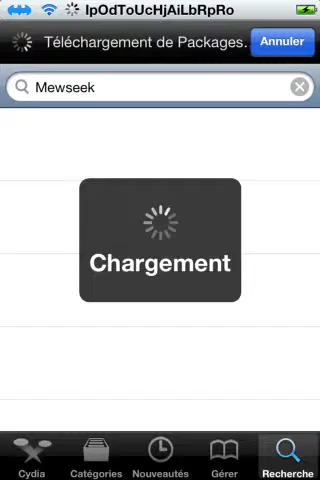 IpOdToUcHjAiLbRpRo
Téléchargement de Packages.
Annuler
Mewseek
Chargement
Cydia
Catégories
Nouveautés
Gérer
Recherche